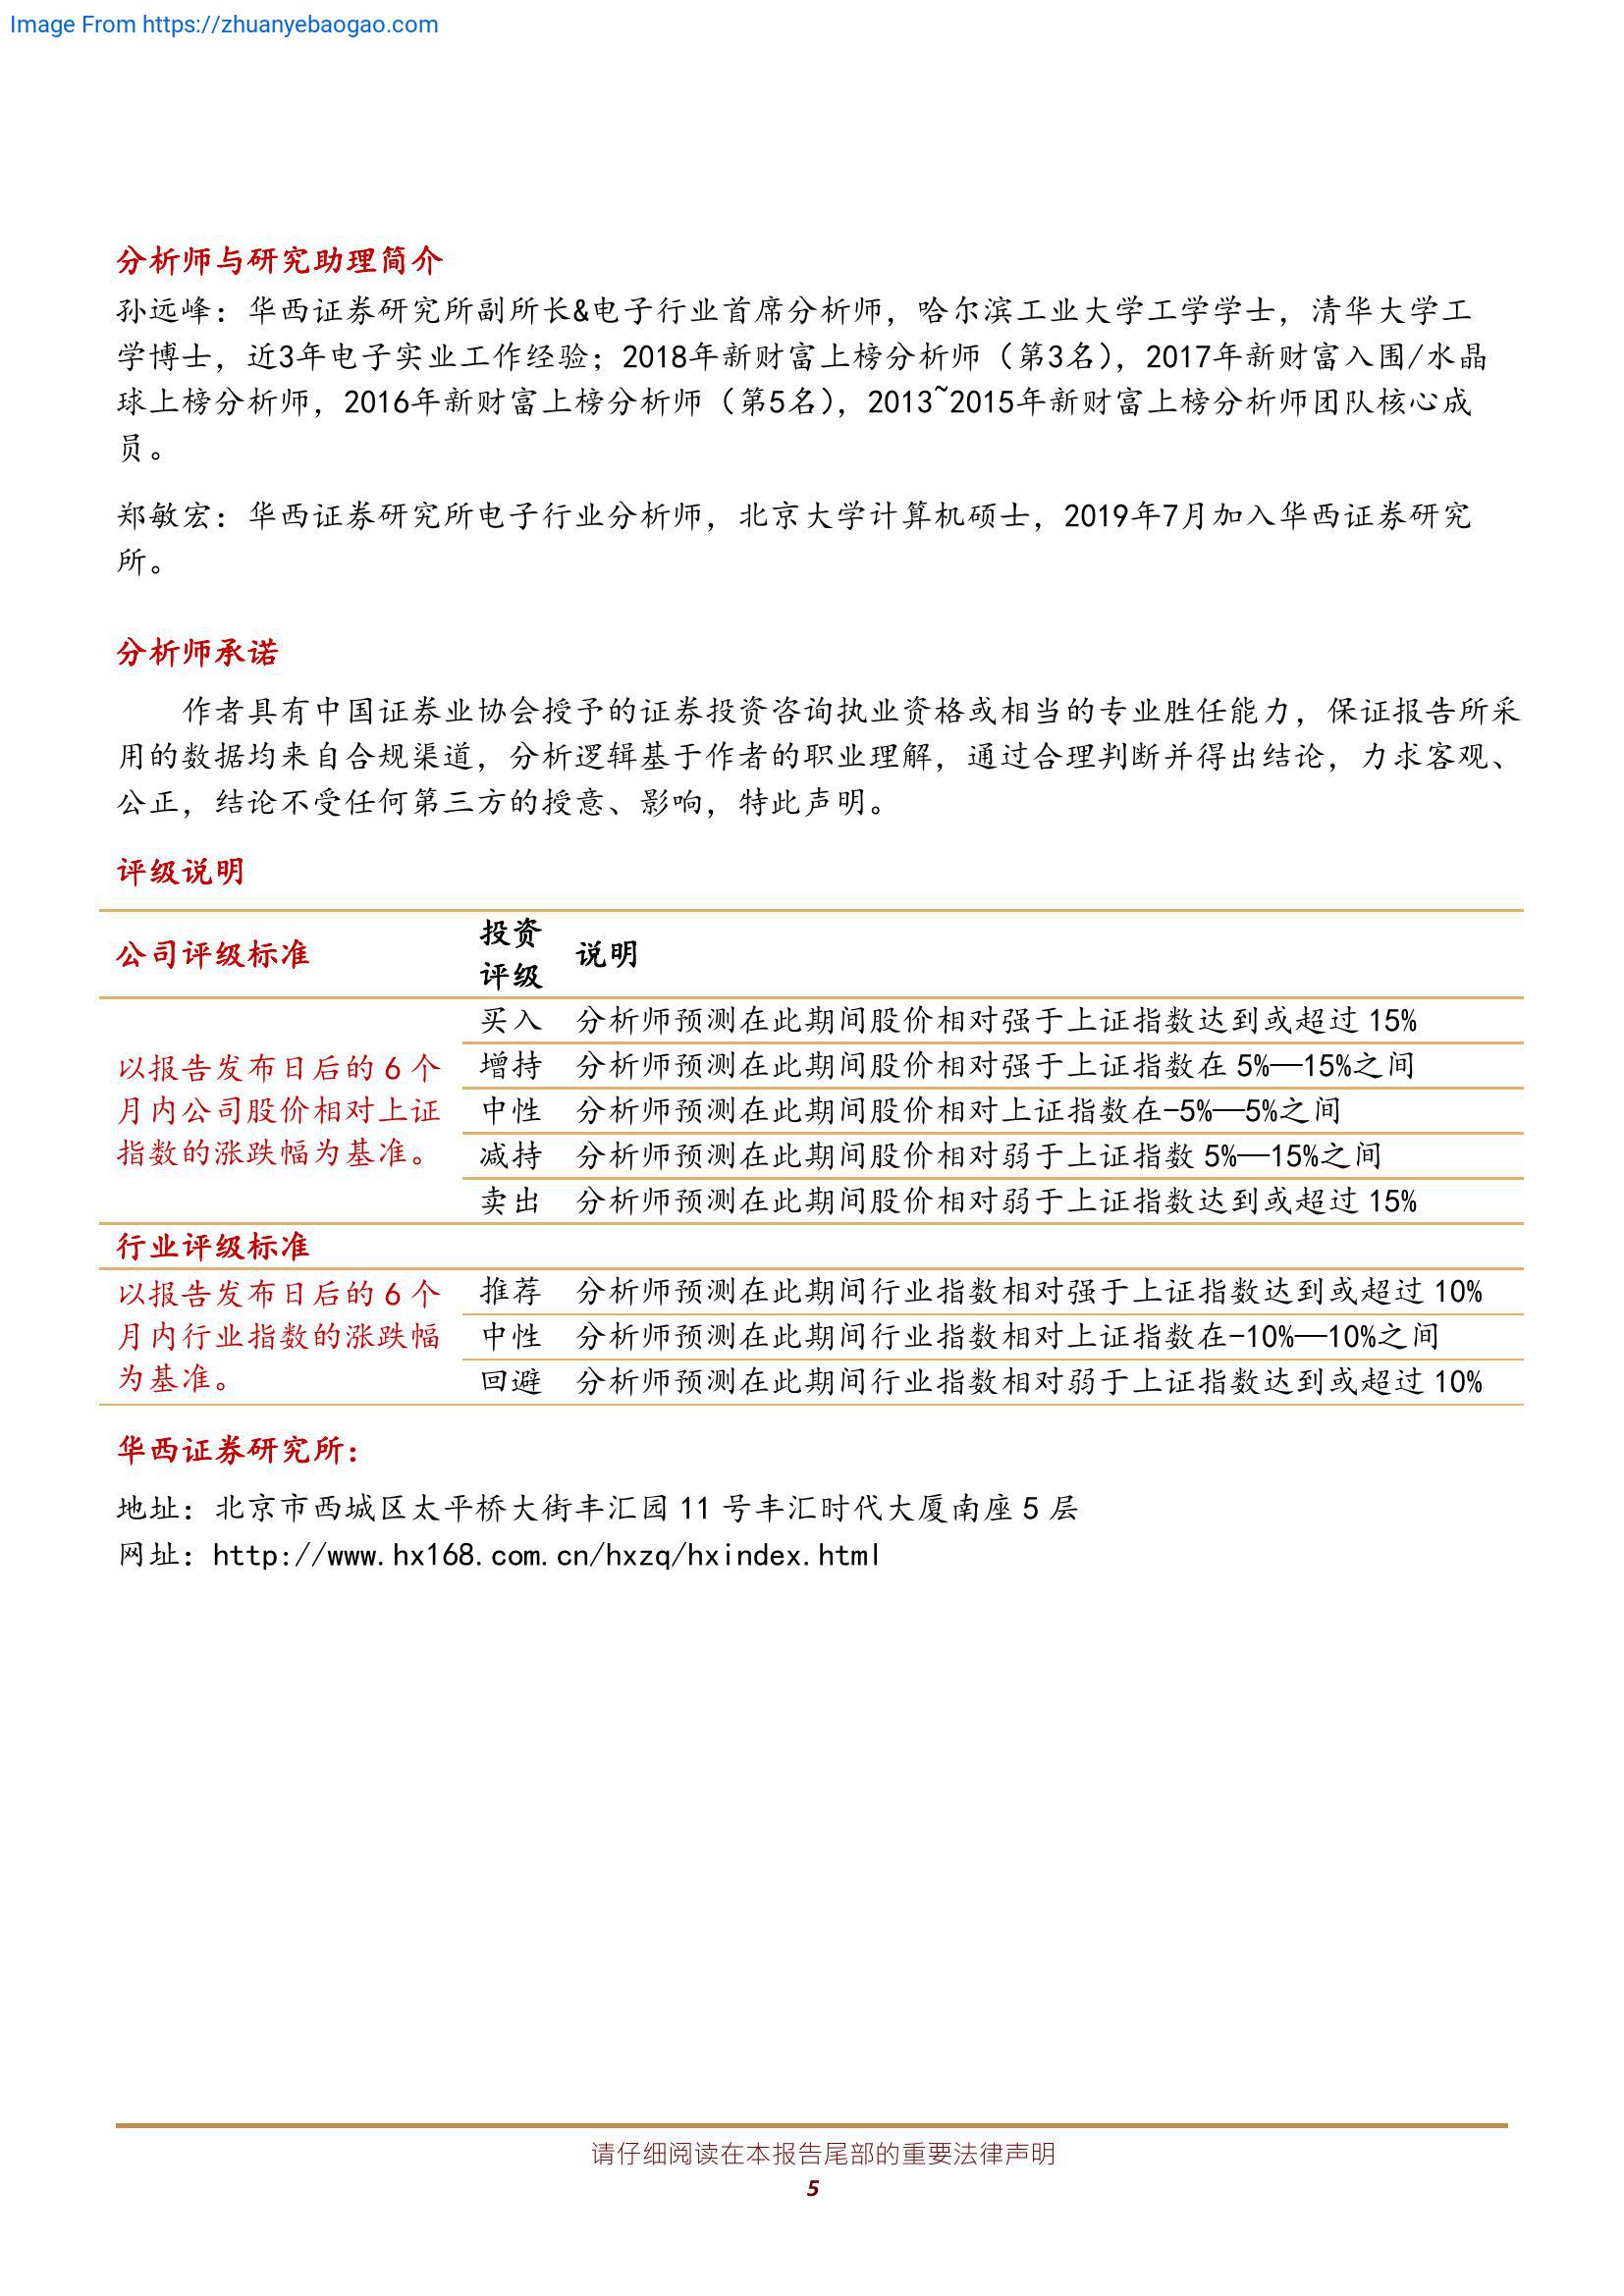 Image From https://zhuanyebaogao.com
分析师与研究助理简介
孙远峰：华西证券研究所副所长&电子行业首席分析师，哈尔滨工业大学工学学士，清华大学工
学博士，近3年电子实业工作经验；2018年新财富上榜分析师（第3名），2017年新财富入围/水晶
球上榜分析师，2016年新财富上榜分析师（第5名），2013~2015年新财富上榜分析师团队核心成
员。
郑敏宏：华西证券研究所电子行业分析师，北京大学计算机硕士，2019年7月加入华西证券研究
所。
分析师承诺
作者具有中国证券业协会授予的证券投资咨询执业资格或相当的专业胜任能力，保证报告所采
用的数据均来自合规渠道，分析逻辑基于作者的职业理解，通过合理判断并得出结论，力求客观、
公正，结论不受任何第三方的授意、影响，特此声明。
评级说明
公司评级标准
投资
评级
说明
以报告发布日后的 6 个
月内公司股价相对上证
指数的涨跌幅为基准。
买入 分析师预测在此期间股价相对强于上证指数达到或超过 15%
增持 分析师预测在此期间股价相对强于上证指数在 5%—15%之间
中性 分析师预测在此期间股价相对上证指数在-5%—5%之间
减持 分析师预测在此期间股价相对弱于上证指数 5%—15%之间
卖出 分析师预测在此期间股价相对弱于上证指数达到或超过 15%
行业评级标准
以报告发布日后的 6 个
月内行业指数的涨跌幅
为基准。
推荐 分析师预测在此期间行业指数相对强于上证指数达到或超过 10%
中性 分析师预测在此期间行业指数相对上证指数在-10%—10%之间
回避 分析师预测在此期间行业指数相对弱于上证指数达到或超过 10%
华西证券研究所：
地址：北京市西城区太平桥大街丰汇园 11 号丰汇时代大厦南座 5 层
网址：http://www.hx168.com.cn/hxzq/hxindex.html
请仔细阅读在本报告尾部的重要法律声明
5